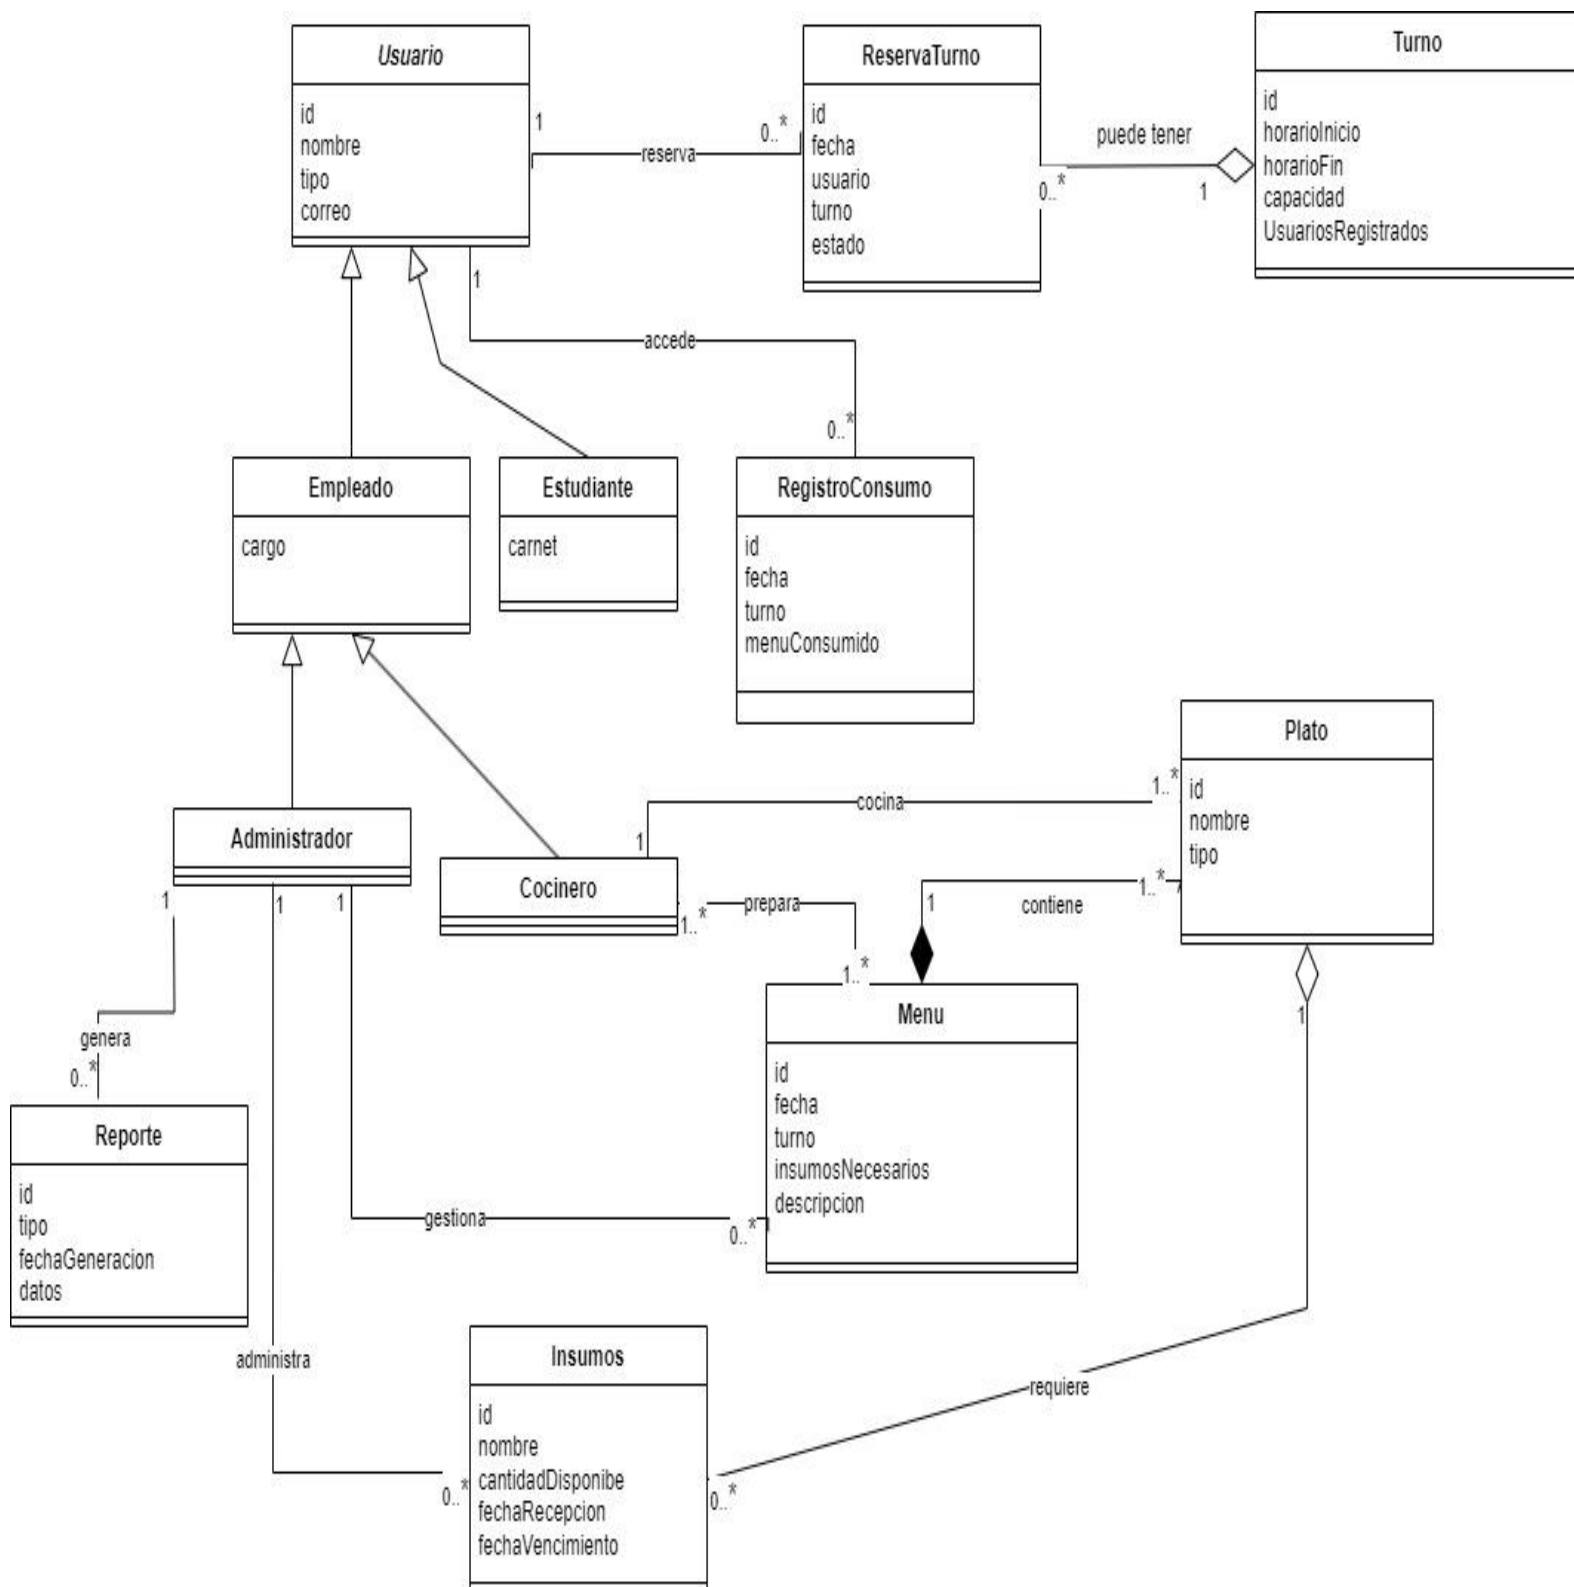 Usuario
id
nombre
tipo
correo
1
reserva
0..*
ReservaTurno
id
fecha
usuario
turno
estado
0..*
puede tener
1
Turno
id
horarioInicio
horarioFin
capacidad
UsuariosRegistrados
1
accede
0..*
Empleado
cargo
Estudiante
carnet
RegistroConsumo
id
fecha
turno
menuConsumido
Administrador
1
1
1
Cocinero
1
cocina
1..*
1..*
prepara
1..*
Plato
id
nombre
tipo
1
contiene
1..*
1
Menu
id
fecha
turno
insumosNecesarios
descripcion
genera
0..*
Reporte
id
tipo
fechaGeneracion
datos
gestiona
0..*
administra
0..*
Insumos
id
nombre
cantidadDisponibe
fechaRecepcion
fechaVencimiento
0..*
requiere